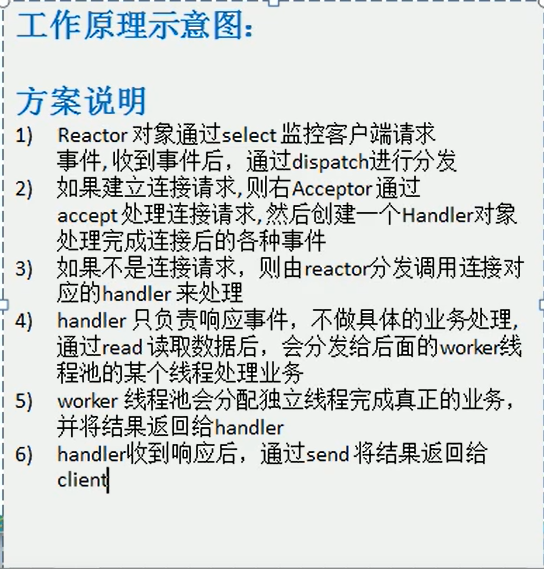 工作原理示意图:
方案说明
1) Reactor 对象通过select 监控客户端请求
事件, 收到事件后，通过dispatch进行分发
2) 如果建立连接请求, 则右Acceptor 通过
accept 处理连接请求, 然后创建一个Handler对象
处理完成连接后的各种事件
3) 如果不是连接请求，则由reactor分发调用连接对
应的handler 来处理
4) handler 只负责响应事件，不做具体的业务处理,
通过read 读取数据后，会分发给后面的worker线
程池的某个线程处理业务
5) worker 线程池会分配独立线程完成真正的业务，
并将结果返回给handler
6) handler收到响应后，通过send 将结果返回给
client